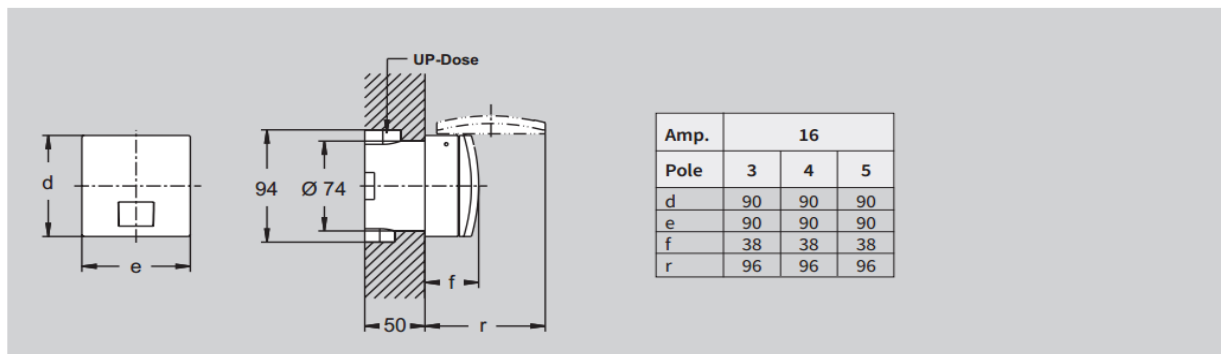 UP-Dose
d
e
94
Ø 74
f
50
r
Amp. 16
Pole 3 4 5
d 90 90 90
e 90 90 90
f 38 38 38
r 96 96 96